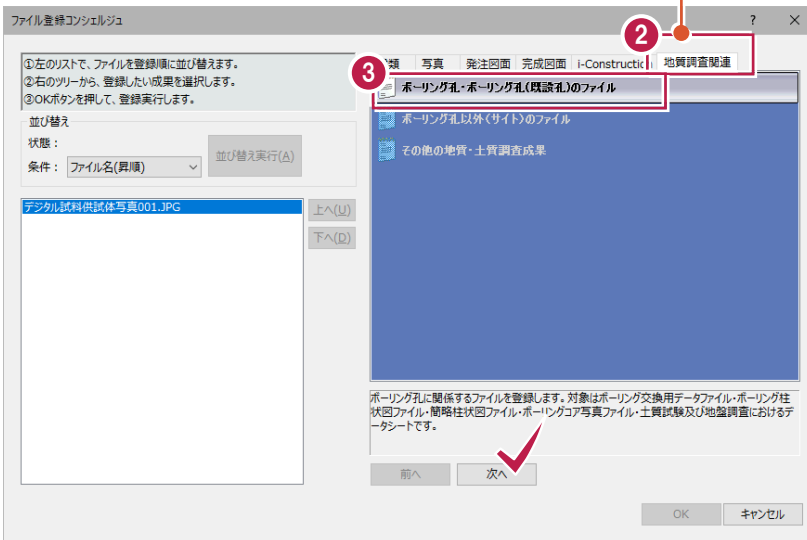 ファイル登録コンシェルジュ
? ×
2
①左のリストで、ファイルを登録順に並び替えます。
②右のツリーから、登録したい成果を選択します。
③OKボタンを押して、登録実行します。
並び替え
状態：
条件： ファイル名(昇順)
並び替え実行(A)
デジタル試料供試体写真001.JPG
上へ(U)
下へ(D)
類 写真 発注図面 完成図面 i-Construction 地質調査関連
3
ボーリング孔・ボーリング孔(既設孔)のファイル
ボーリング孔以外(サイト)のファイル
その他の地質・土質調査成果
ボーリング孔に関係するファイルを登録します。対象はボーリング交換用データファイル・ボーリング柱
状図ファイル・簡略柱状図ファイル・ボーリングコア写真ファイル・土質試験及び地盤調査におけるデ
ータシートです。
前へ 次へ
OK キャンセル